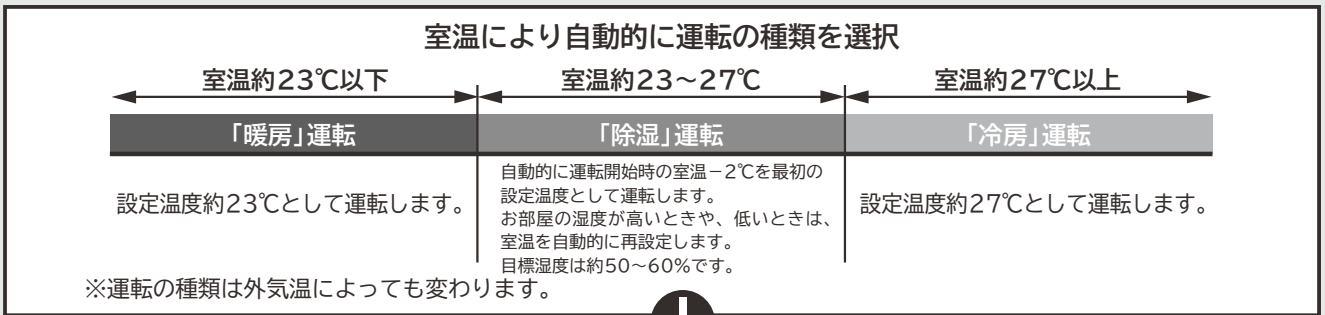 室温により自動的に運転の種類を選択
室温約23℃以下
室温約23〜27℃
室温約27℃以上
「暖房」運転
「除湿」運転
「冷房」運転
設定温度約23℃として運転します。
自動的に運転開始時の室温−2℃を最初の
設定温度として運転します。
お部屋の湿度が高いときや、低いときは、
室温を自動的に再設定します。
目標湿度は約50〜60%です。
設定温度約27℃として運転します。
※運転の種類は外気温によっても変わります。